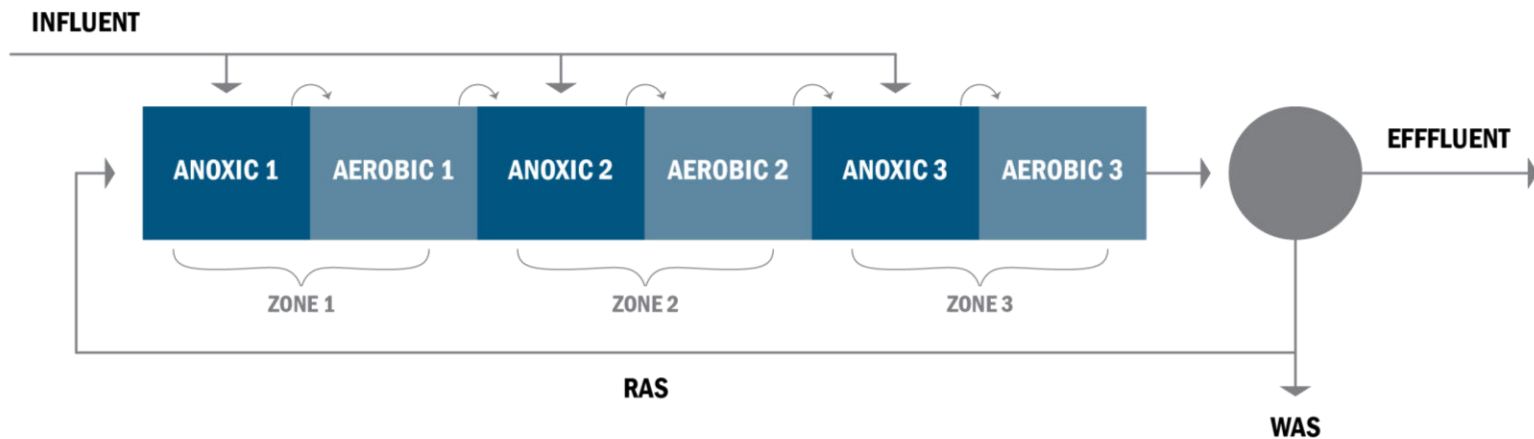 INFLUENT
ANOXIC 1
AEROBIC 1
ANOXIC 2
AEROBIC 2
ANOXIC 3
AEROBIC 3
EFFFLUENT
ZONE 1
ZONE 2
ZONE 3
RAS
WAS